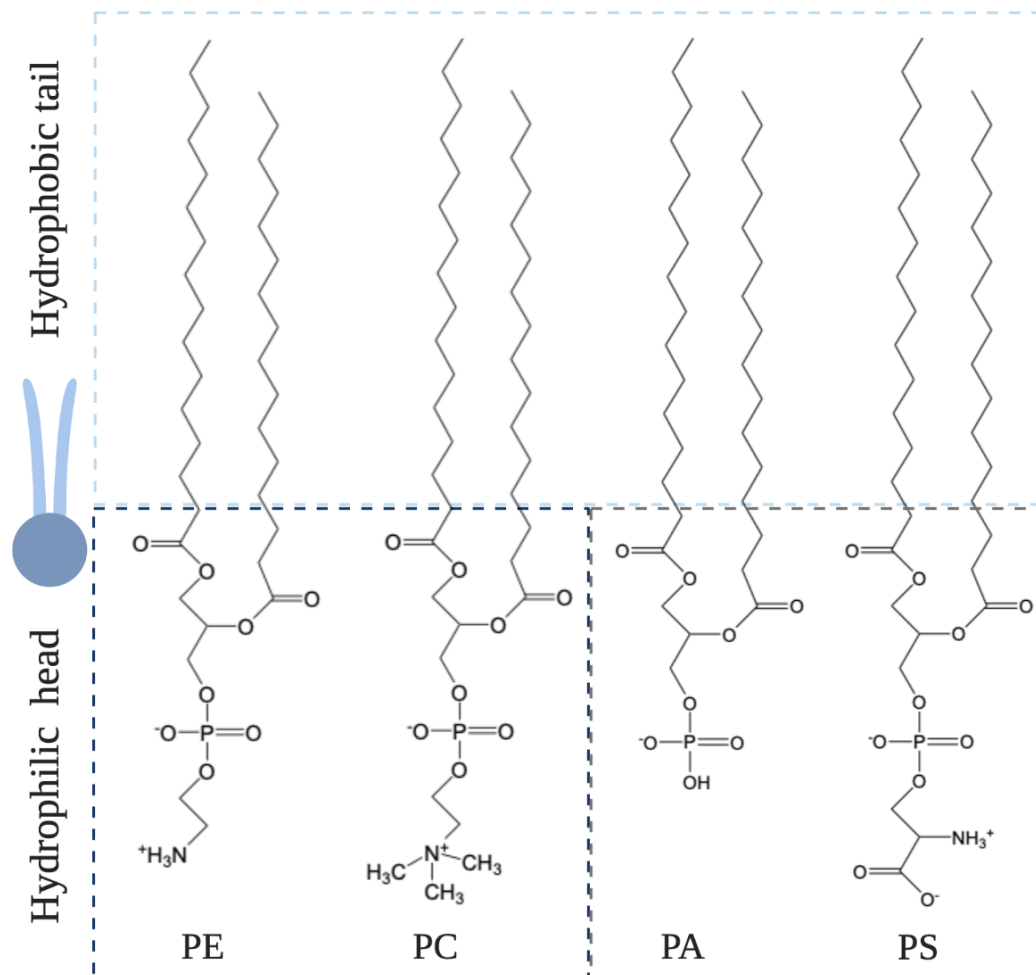 Hydrophobic tail
Hydrophilic head
O
O
O
O
O
⁻O P O
O
⁺H₃N
PE
O
O
O
O
O
⁻O P O
O
H₃C N⁺ CH₃
CH₃
PC
O
O
O
O
O
⁻O P O
OH
PA
O
O
O
O
O
⁻O P O
O
NH₃⁺
O
O⁻
PS